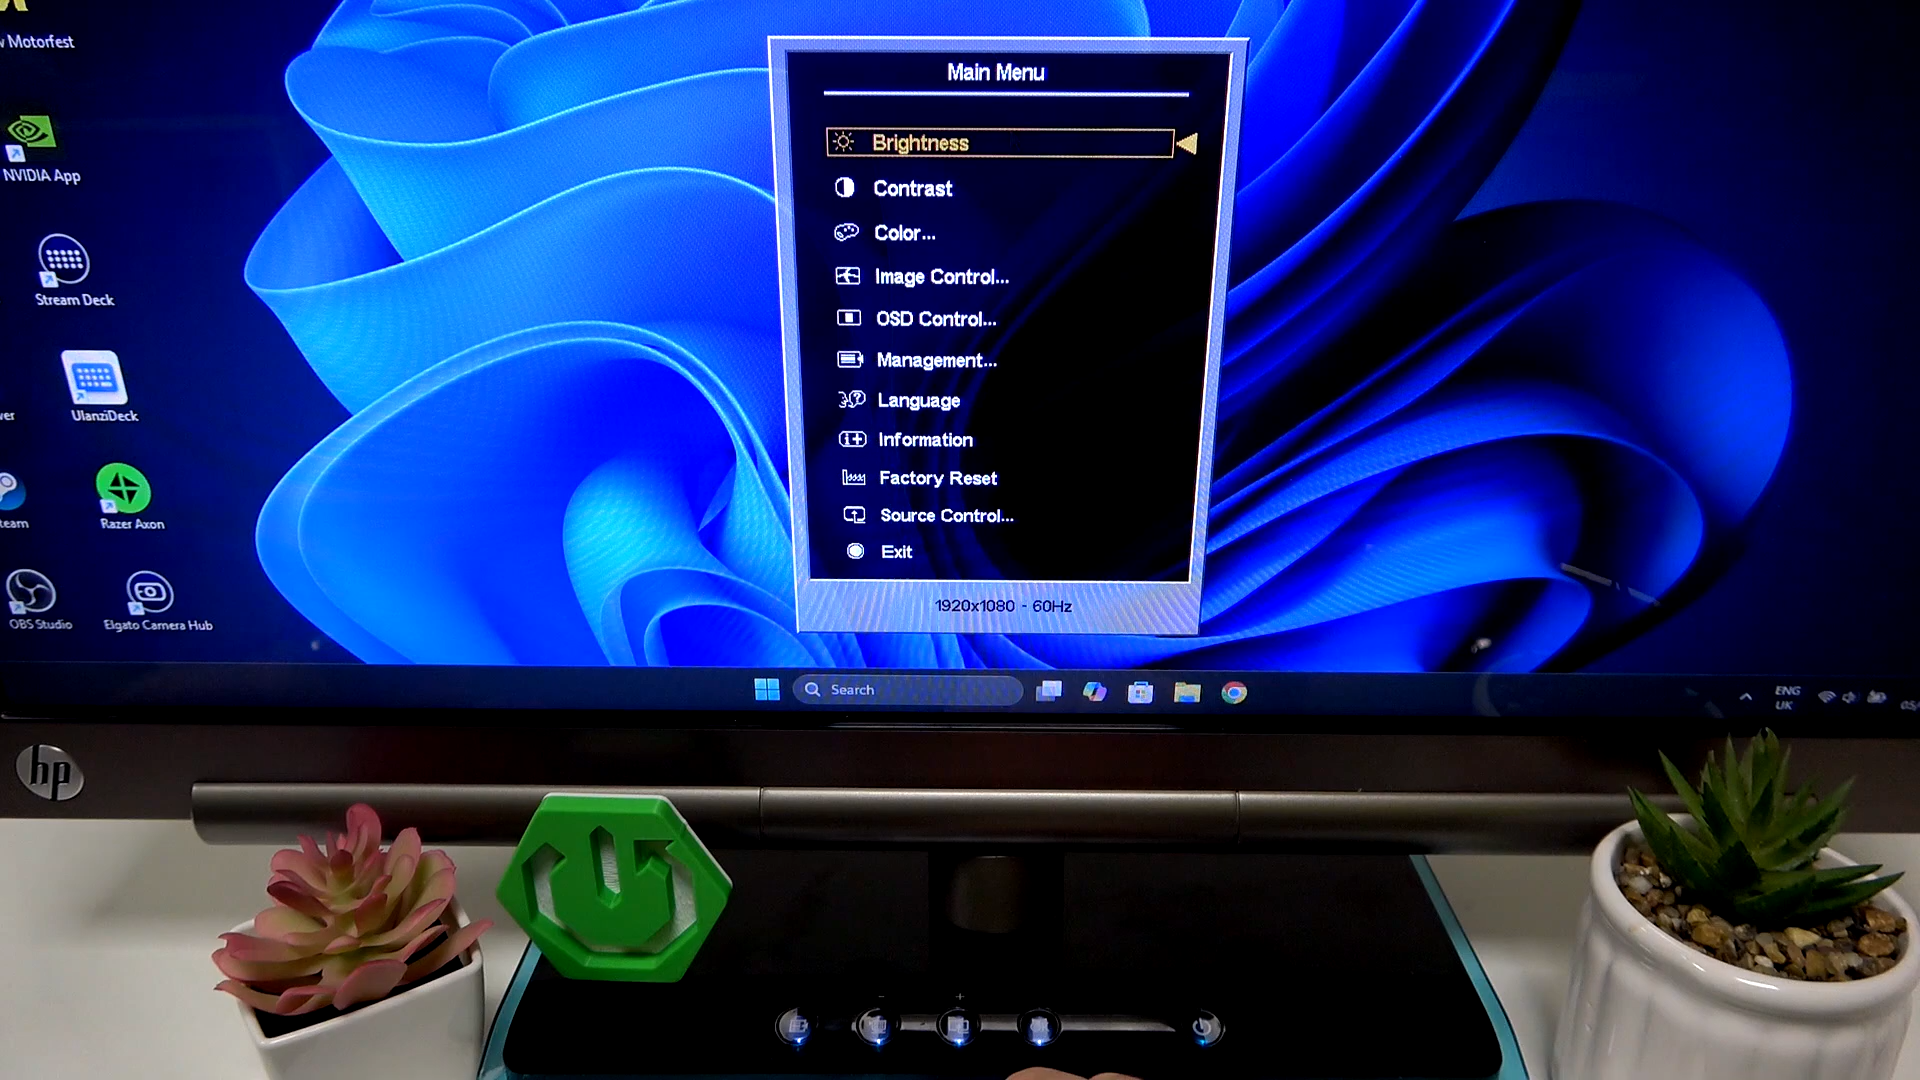 Motorfest
NVIDIA App
Stream Deck
UlanziDeck
Razer Axon
OBS Studio
Elgato Camera Hub
Main Menu
Brightness
Contrast
Color...
Image Control...
OSD Control...
Management...
Language
Information
Factory Reset
Source Control...
Exit
1920x1080 - 60Hz
Search
ENG
UK
hp
- +